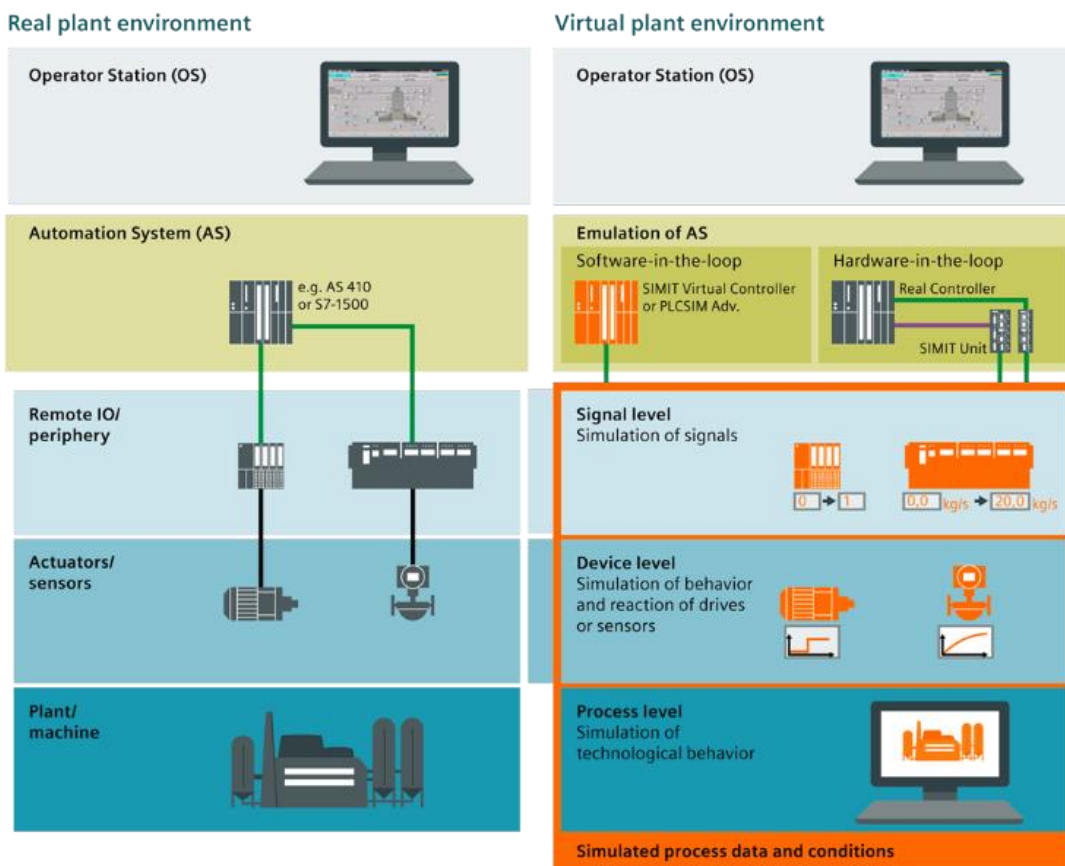 Real plant environment
Operator Station (OS)
Automation System (AS)
e.g. AS 410
or S7-1500
Remote IO/
periphery
Actuators/
sensors
Plant/
machine
Virtual plant environment
Operator Station (OS)
Emulation of AS
Software-in-the-loop
SIMIT Virtual Controller
or PLCSIM Adv.
Hardware-in-the-loop
Real Controller
SIMIT Unit
Signal level
Simulation of signals
0 1
0,0 kg/s 20,0 kg/s
Device level
Simulation of behavior
and reaction of drives
or sensors
Process level
Simulation of
technological behavior
Simulated process data and conditions